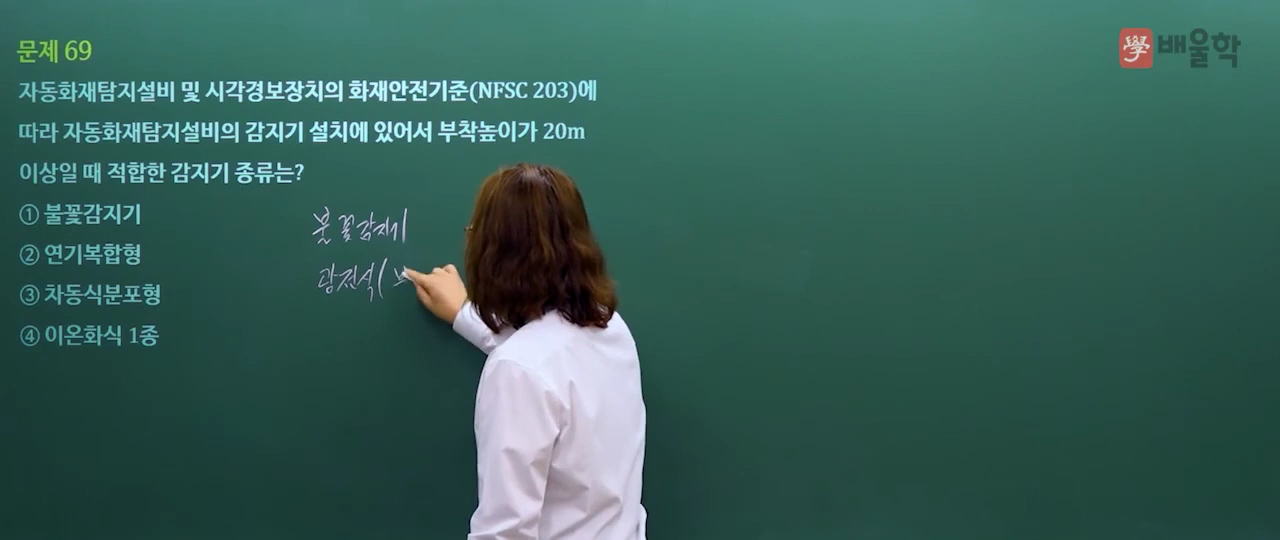 學 배울학
문제 69
자동화재탐지설비 및 시각경보장치의 화재안전기준(NFSC 203)에
따라 자동화재탐지설비의 감지기 설치에 있어서 부착높이가 20m
이상일 때 적합한 감지기 종류는?
① 불꽃감지기
② 연기복합형
③ 차동식분포형
④ 이온화식 1종
불꽃감지기
광전식(